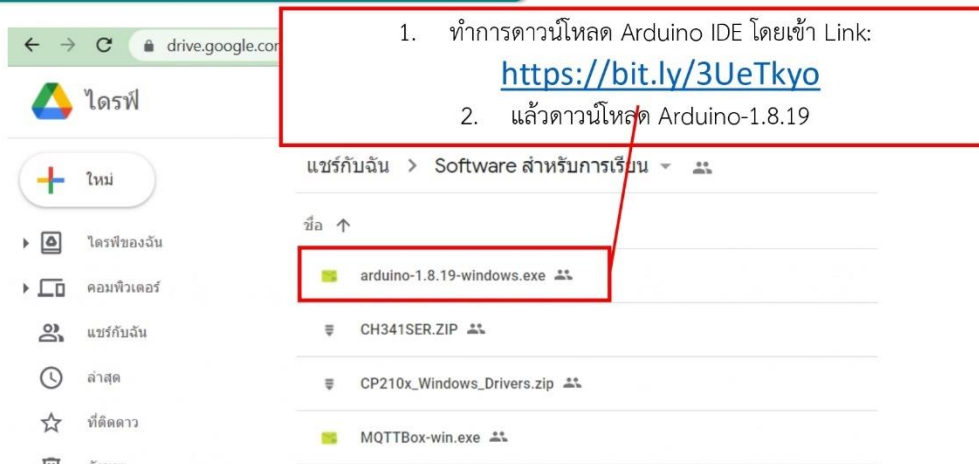 1. ทำการดาวน์โหลด Arduino IDE โดยเข้า Link:
https://bit.ly/3UeTkyo
2. แล้วดาวน์โหลด Arduino-1.8.19
drive.google.com
ไดรฟ์
ใหม่
ไดรฟ์ของฉัน
คอมพิวเตอร์
แชร์กับฉัน
ล่าสุด
ที่ติดดาว
แชร์กับฉัน > Software สำหรับการเรียน
ชื่อ
arduino-1.8.19-windows.exe
CH341SER.ZIP
CP210x_Windows_Drivers.zip
MQTTBox-win.exe